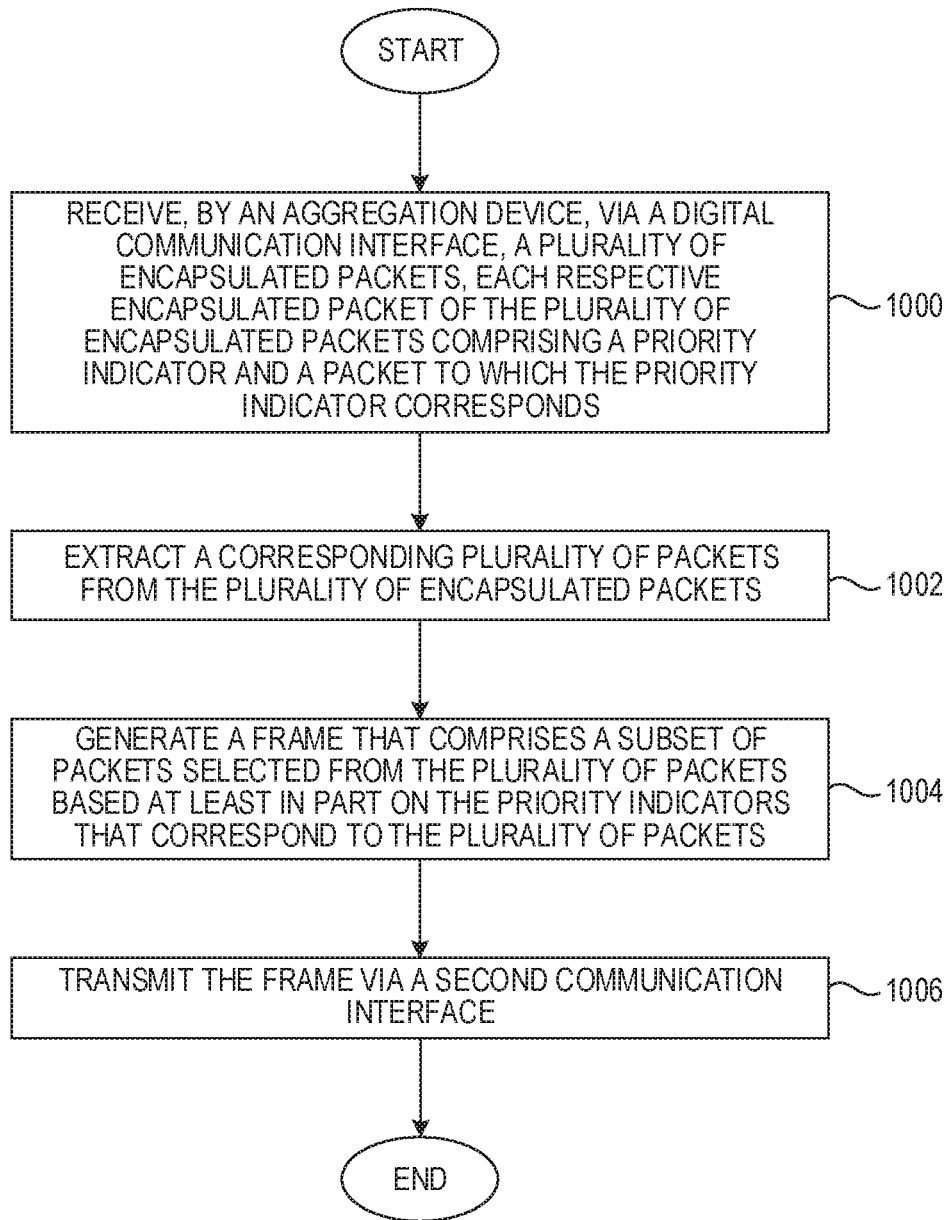 START
RECEIVE, BY AN AGGREGATION DEVICE, VIA A DIGITAL
COMMUNICATION INTERFACE, A PLURALITY OF
ENCAPSULATED PACKETS, EACH RESPECTIVE
ENCAPSULATED PACKET OF THE PLURALITY OF
ENCAPSULATED PACKETS COMPRISING A PRIORITY
INDICATOR AND A PACKET TO WHICH THE PRIORITY
INDICATOR CORRESPONDS
1000
EXTRACT A CORRESPONDING PLURALITY OF PACKETS
FROM THE PLURALITY OF ENCAPSULATED PACKETS
1002
GENERATE A FRAME THAT COMPRISES A SUBSET OF
PACKETS SELECTED FROM THE PLURALITY OF PACKETS
BASED AT LEAST IN PART ON THE PRIORITY INDICATORS
THAT CORRESPOND TO THE PLURALITY OF PACKETS
1004
TRANSMIT THE FRAME VIA A SECOND COMMUNICATION
INTERFACE
1006
END